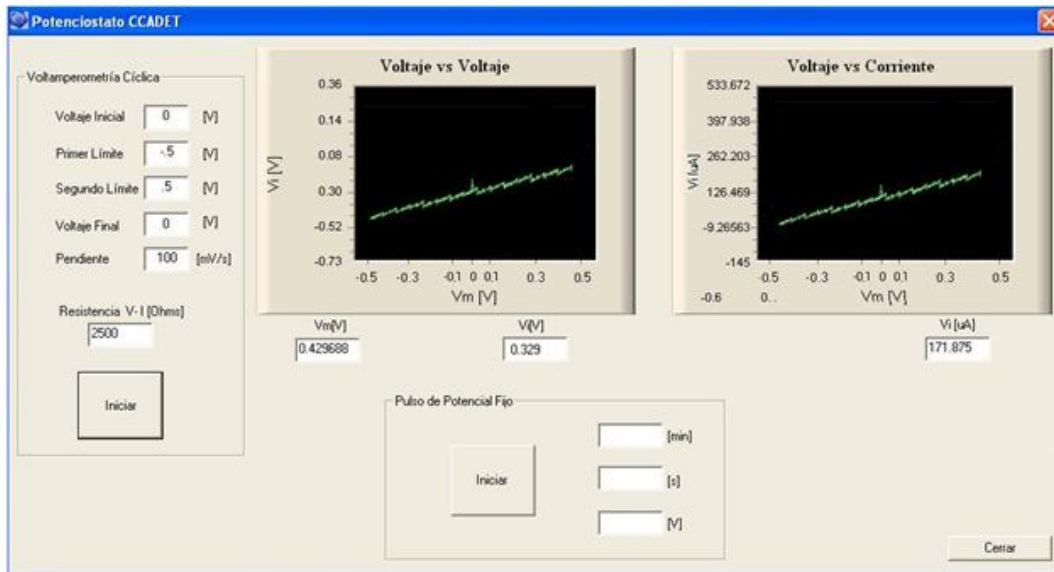 Potenciostato CCADET
Voltamperometría Cíclica
Voltaje Inicial 0 [V]
Primer Límite -.5 [V]
Segundo Límite .5 [V]
Voltaje Final 0 [V]
Pendiente 100 [mV/s]
Resistencia V- I [Ohms]
2500
Iniciar
Voltaje vs Voltaje
Vi [V]
0.36
0.14
0.08
0.30
-0.52
-0.73
-0.5 -0.3 -0.1 0 0.1 0.3 0.5
Vm [V]
Vm[V]
0.429688
Vi[V]
0.329
Voltaje vs Corriente
Vi [uA]
533.672
397.938
262.203
126.469
-9.26563
-145
-0.5 -0.3 -0.1 0 0.1 0.3 0.5
-0.6 0.. Vm [V]
Vi [uA]
171.875
Pulso de Potencial Fijo
Iniciar
[min]
[s]
[V]
Cerrar